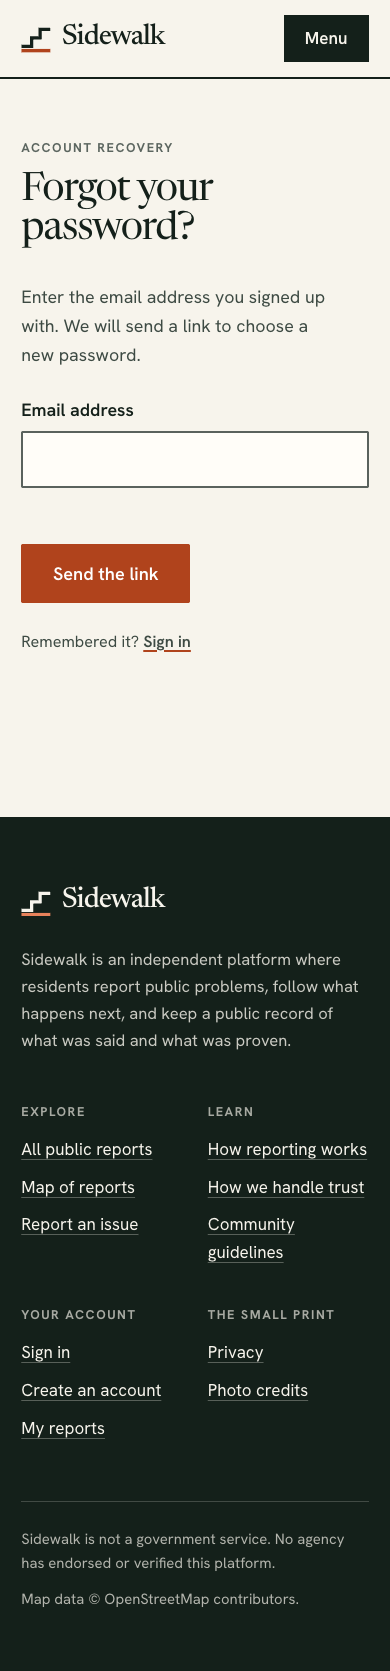 Sidewalk
Menu
ACCOUNT RECOVERY
Forgot your
password?
Enter the email address you signed up
with. We will send a link to choose a
new password.
Email address
Send the link
Remembered it? Sign in
Sidewalk
Sidewalk is an independent platform where
residents report public problems, follow what
happens next, and keep a public record of
what was said and what was proven.
EXPLORE
All public reports
Map of reports
Report an issue
LEARN
How reporting works
How we handle trust
Community
guidelines
YOUR ACCOUNT
Sign in
Create an account
My reports
THE SMALL PRINT
Privacy
Photo credits
Sidewalk is not a government service. No agency
has endorsed or verified this platform.
Map data © OpenStreetMap contributors.